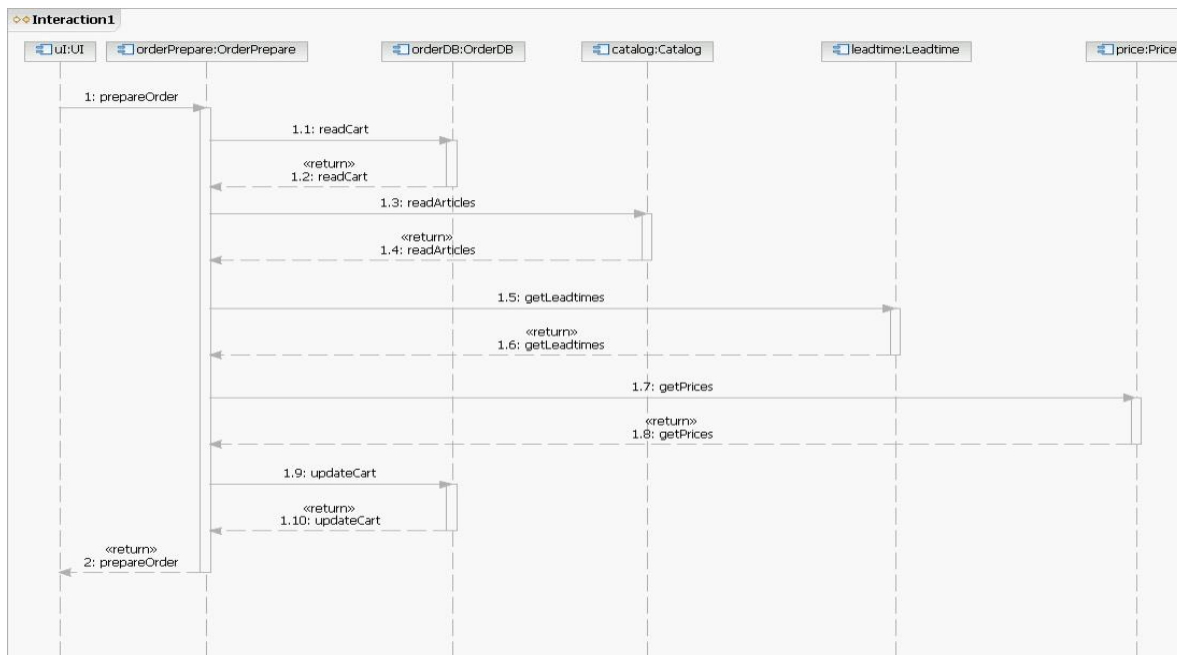 Interaction1
uI:UI
orderPrepare:OrderPrepare
orderDB:OrderDB
catalog:Catalog
leadtime:Leadtime
price:Price
1: prepareOrder
1.1: readCart
«return»
1.2: readCart
1.3: readArticles
«return»
1.4: readArticles
1.5: getLeadtimes
«return»
1.6: getLeadtimes
1.7: getPrices
«return»
1.8: getPrices
1.9: updateCart
«return»
1.10: updateCart
«return»
2: prepareOrder